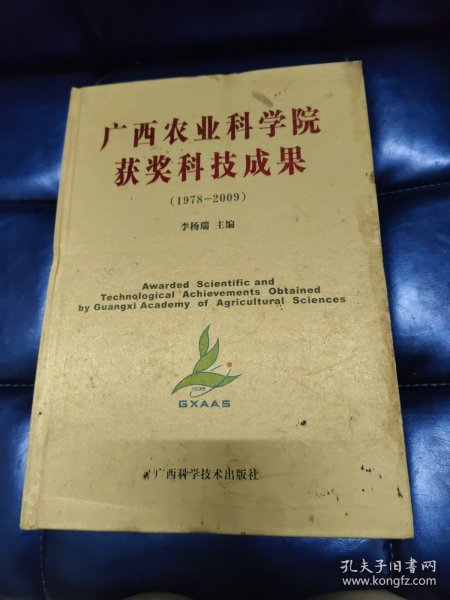 广西农业科学院
获奖科技成果
(1978-2009)
李杨瑞 主编
Awarded Scientific and
Technological Achievements Obtained
by Guangxi Academy of Agricultural Sciences
1935
GXAAS
广西科学技术出版社
孔夫子旧书网
www.kongfz.com